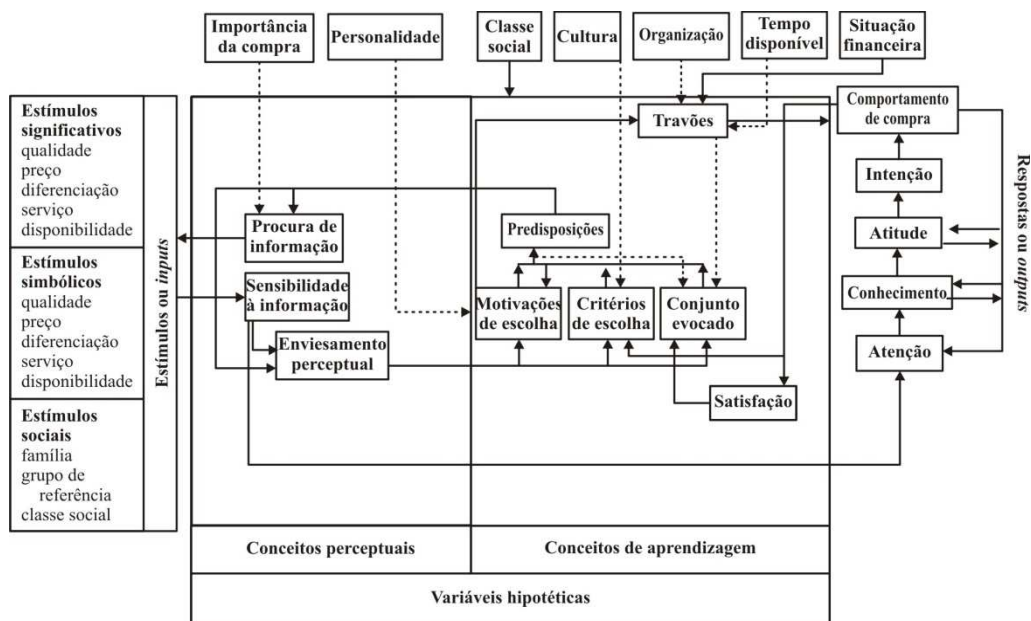 Importância
da compra
Personalidade
Classe
social
Cultura
Organização
Tempo
disponível
Situação
financeira
Estímulos
significativos
qualidade
preço
diferenciação
serviço
disponibilidade
Estímulos
simbólicos
qualidade
preço
diferenciação
serviço
disponibilidade
Estímulos
sociais
família
grupo de
referência
classe social
Estímulos ou inputs
Procura de
informação
Sensibilidade
à informação
Enviesamento
perceptual
Travões
Predisposições
Motivações
de escolha
Critérios
de escolha
Conjunto
evocado
Satisfação
Comportamento
de compra
Intenção
Atitude
Conhecimento
Atenção
Respostas ou outputs
Conceitos perceptuais
Conceitos de aprendizagem
Variáveis hipotéticas